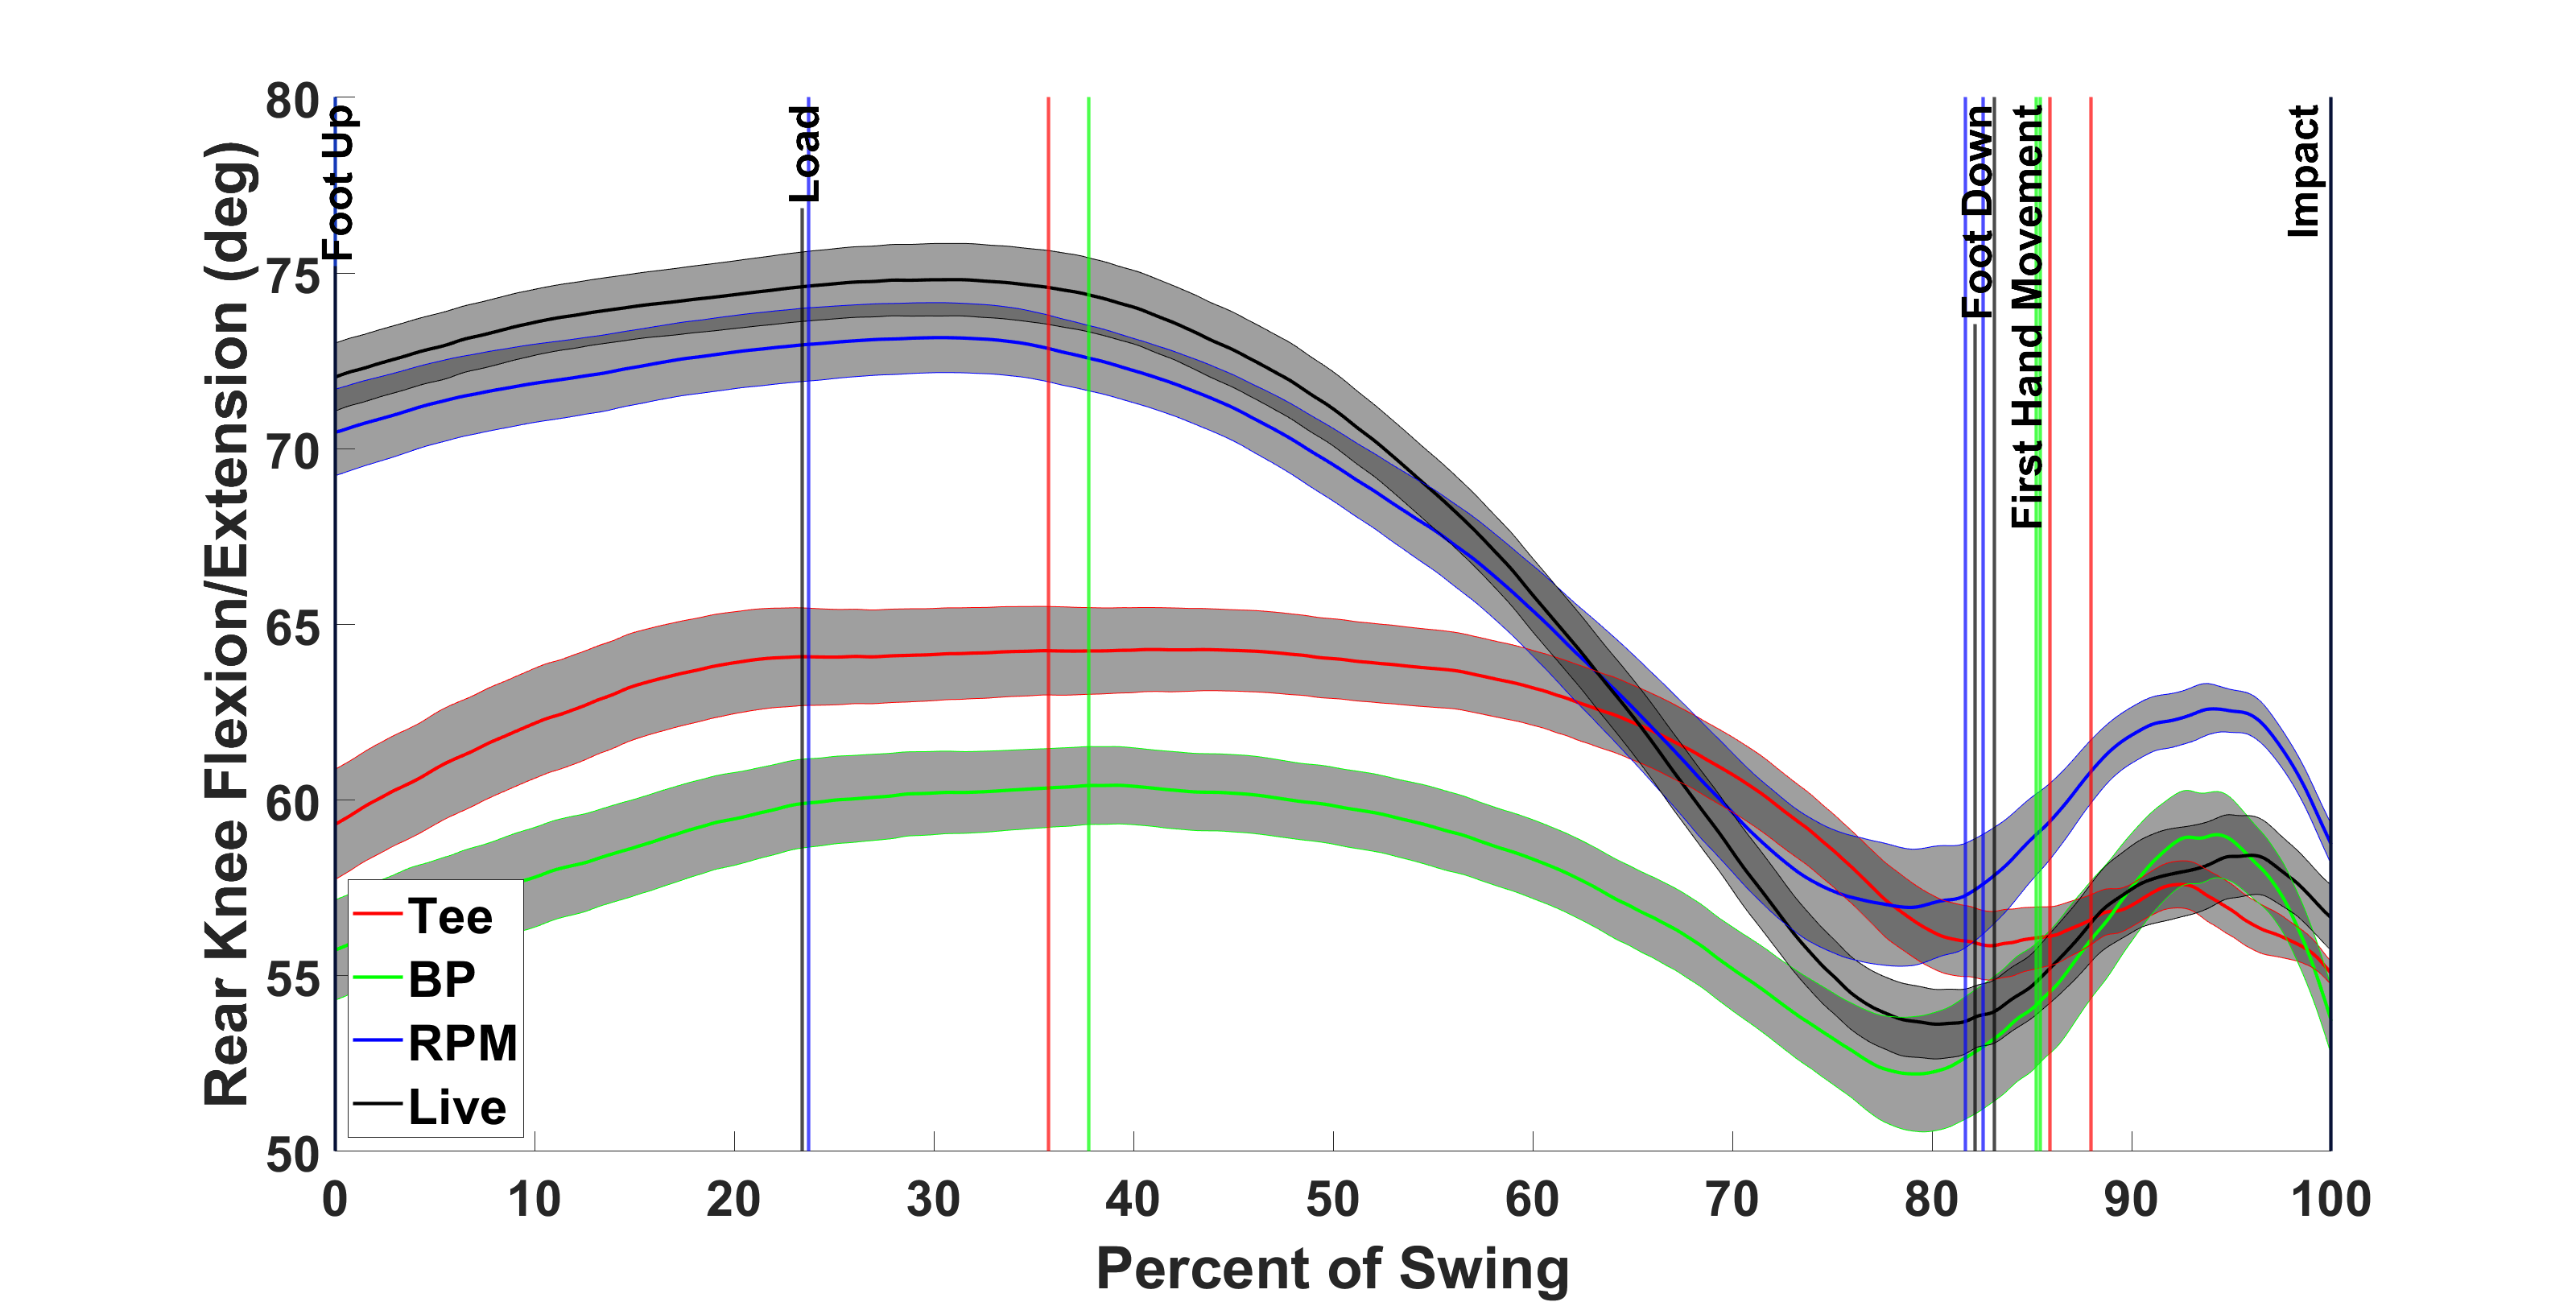 Rear Knee Flexion/Extension (deg)
80
75
70
65
60
55
50
Foot Up
Load
Foot Down
First Hand Movement
Impact
Tee
BP
RPM
Live
0 10 20 30 40 50 60 70 80 90 100
Percent of Swing